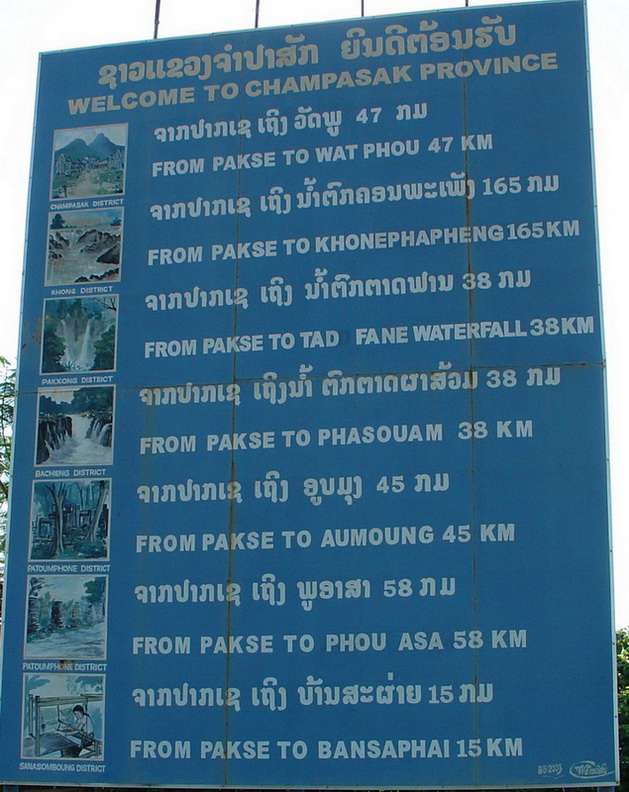 ຊາວແຂວງຈຳປາສັກ ຍິນດີຕ້ອນຮັບ
WELCOME TO CHAMPASAK PROVINCE
ຈາກປາກເຊ ເຖິງ ວັດພູ 47 ກມ
FROM PAKSE TO WAT PHOU 47 KM
CHAMPASAK DISTRICT
ຈາກປາກເຊ ເຖິງ ນ້ຳຕົກຄອນພະເພັງ 165 ກມ
FROM PAKSE TO KHONEPHAPHENG 165 KM
KHONG DISTRICT
ຈາກປາກເຊ ເຖິງ ນ້ຳຕົກຕາດຟານ 38 ກມ
FROM PAKSE TO TAD FANE WATERFALL 38 KM
PAKXONG DISTRICT
ຈາກປາກເຊ ເຖິງນ້ຳ ຕົກຕາດຜາສ້ວມ 38 ກມ
FROM PAKSE TO PHASOUAM 38 KM
BACHIENG DISTRICT
ຈາກປາກເຊ ເຖິງ ອູບມຸງ 45 ກມ
FROM PAKSE TO AUMOUNG 45 KM
PATOUMPHONE DISTRICT
ຈາກປາກເຊ ເຖິງ ພູອາສາ 58 ກມ
FROM PAKSE TO PHOU ASA 58 KM
PATOUMPHONE DISTRICT
ຈາກປາກເຊ ເຖິງ ບ້ານສະຜ່າຍ 15 ກມ
FROM PAKSE TO BANSAPHAI 15 KM
SANASOMBOUNG DISTRICT